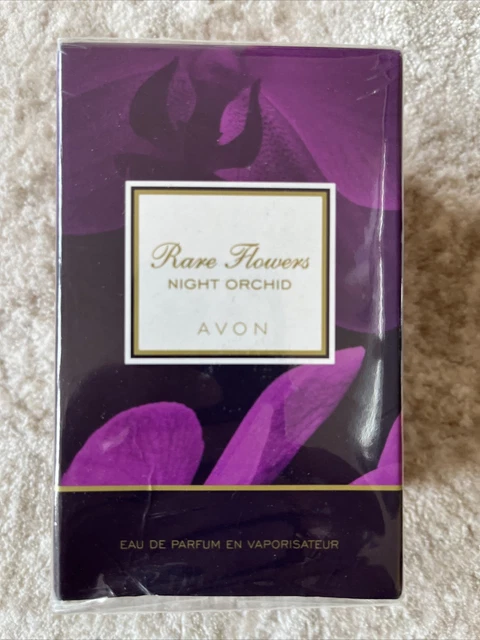 Rare Flowers
NIGHT ORCHID
AVON
EAU DE PARFUM EN VAPORISATEUR